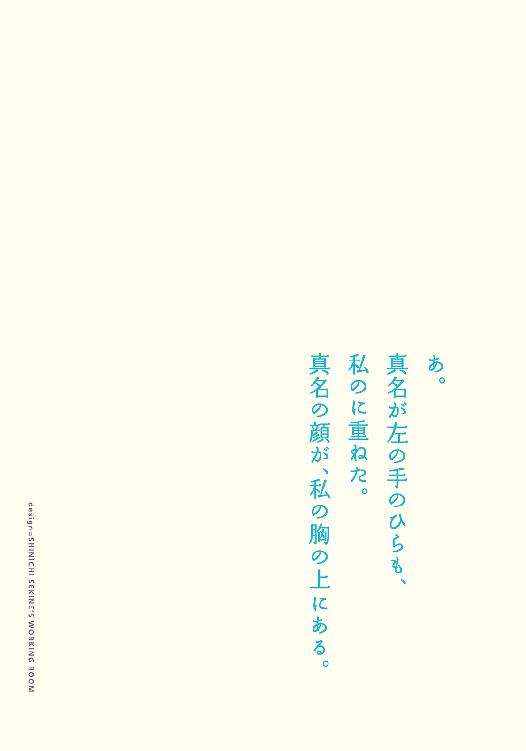 あ。
真名が左の手のひらも、
私のに重ねた。
真名の顔が、私の胸の上にある。
design=SHINICHI SEKINE'S WORKING ROOM